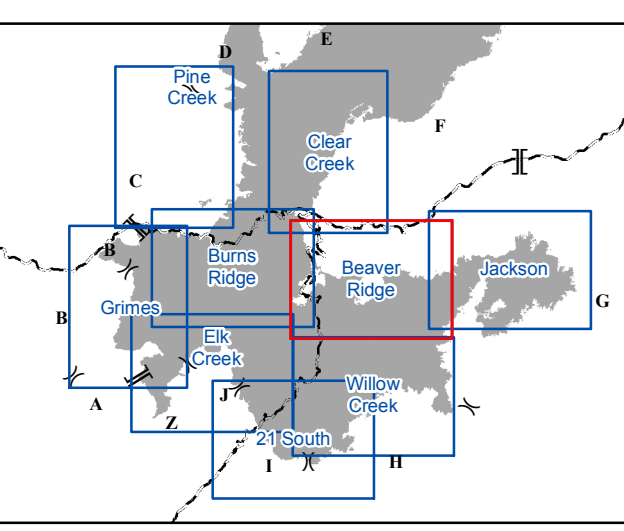 E
D
Pine
Creek
F
Clear
Creek
C
B
Burns
Ridge
Beaver
Ridge
Jackson
G
Grimes
B
Elk
Creek
J
Willow
Creek
A
Z
21 South
I
H